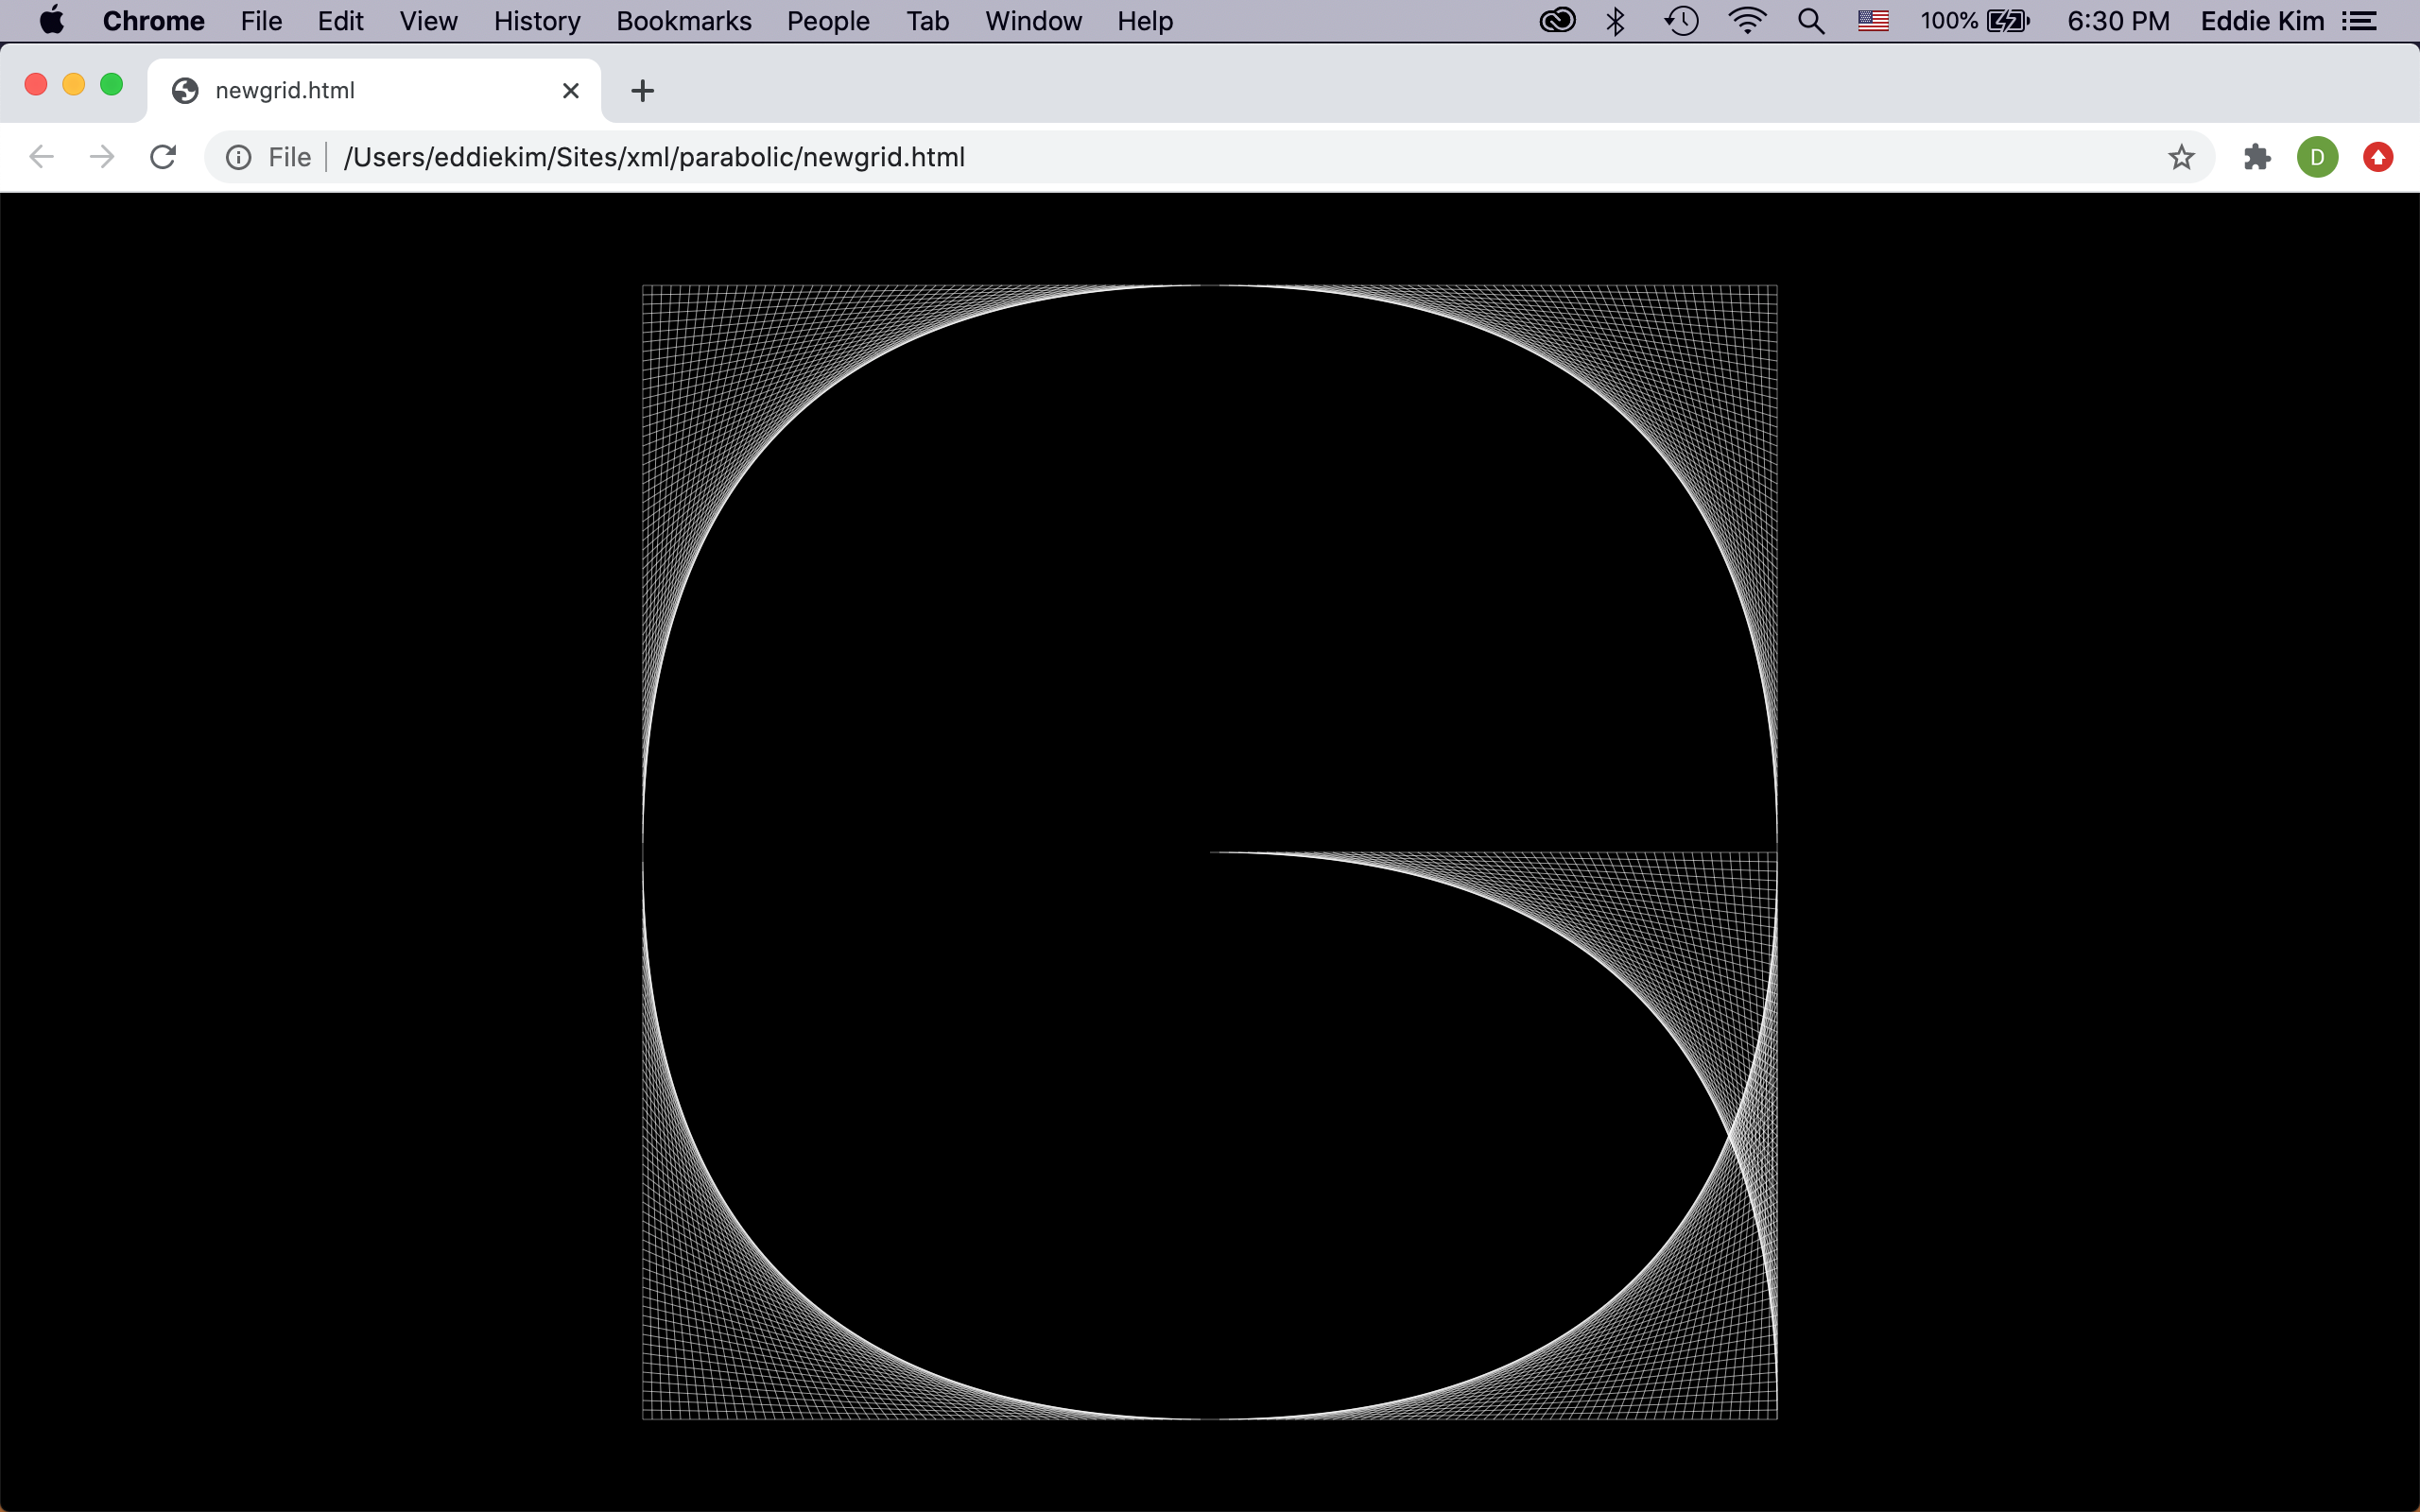 Chrome File Edit View History Bookmarks People Tab Window Help 100% 6:30 PM Eddie Kim
newgrid.html
File /Users/eddiekim/Sites/xml/parabolic/newgrid.html D